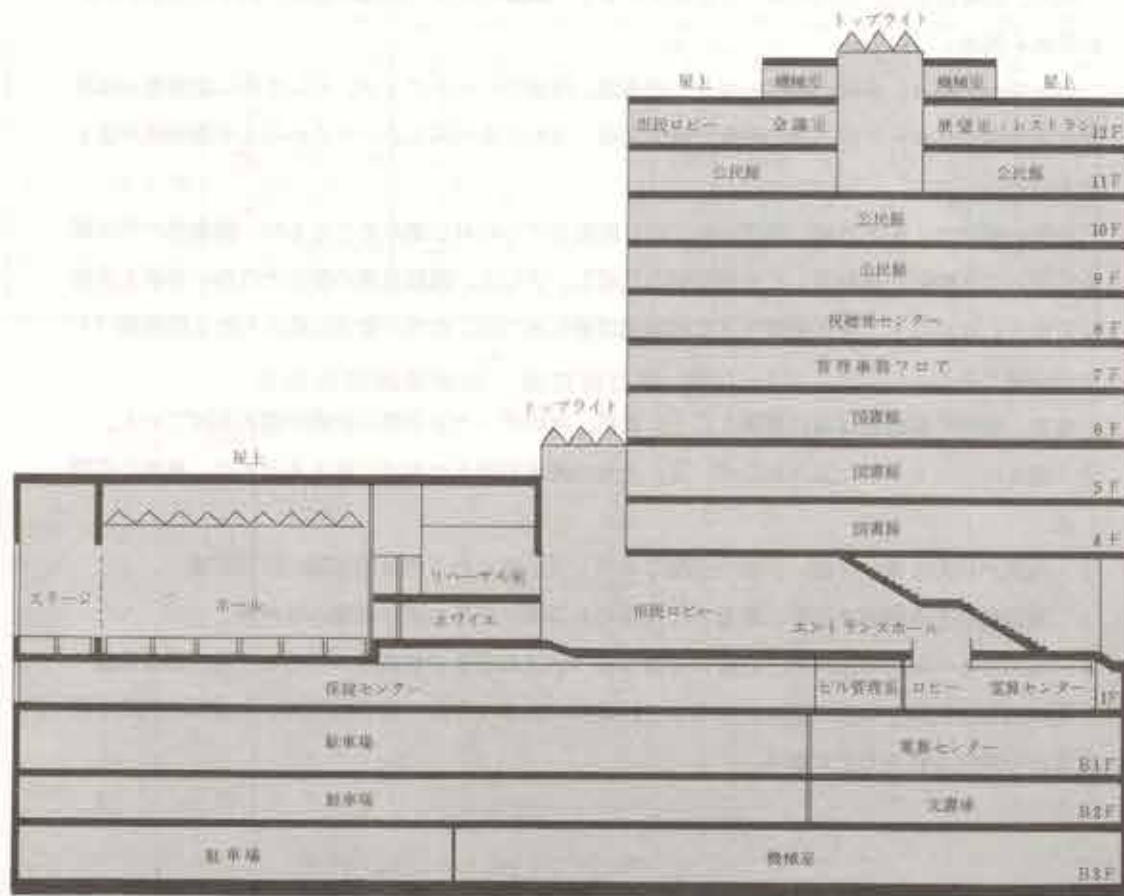 トップライト
屋上 機械室 機械室 屋上
市民ロビー 会議室 展望室・レストラン 12F
公民館 公民館 11F
公民館 10F
公民館 9F
視聴覚センター 8F
管理事務フロア 7F
トップライト
図書館 6F
屋上
図書館 5F
図書館 4F
リハーサル室
ステージ ホール 市民ロビー
ホワイエ エントランスホール
保健センター ビル管理室 ロビー 電算センター 1F
駐車場 電算センター B1F
駐車場 文書庫 B2F
駐車場 機械室 B3F